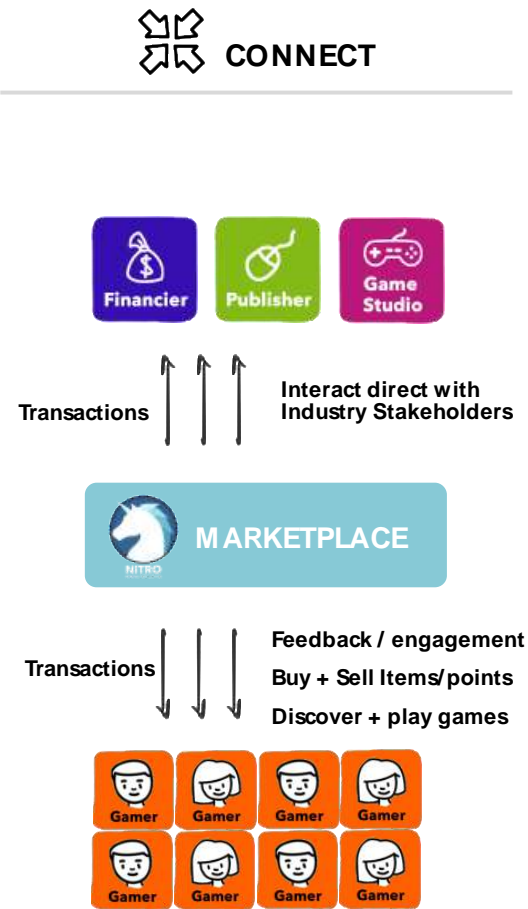 CONNECT
Financier
Publisher
Game
Studio
Transactions
Interact direct with
Industry Stakeholders
MARKETPLACE
NITRO
Transactions
Feedback / engagement
Buy + Sell Items/points
Discover + play games
Gamer
Gamer
Gamer
Gamer
Gamer
Gamer
Gamer
Gamer